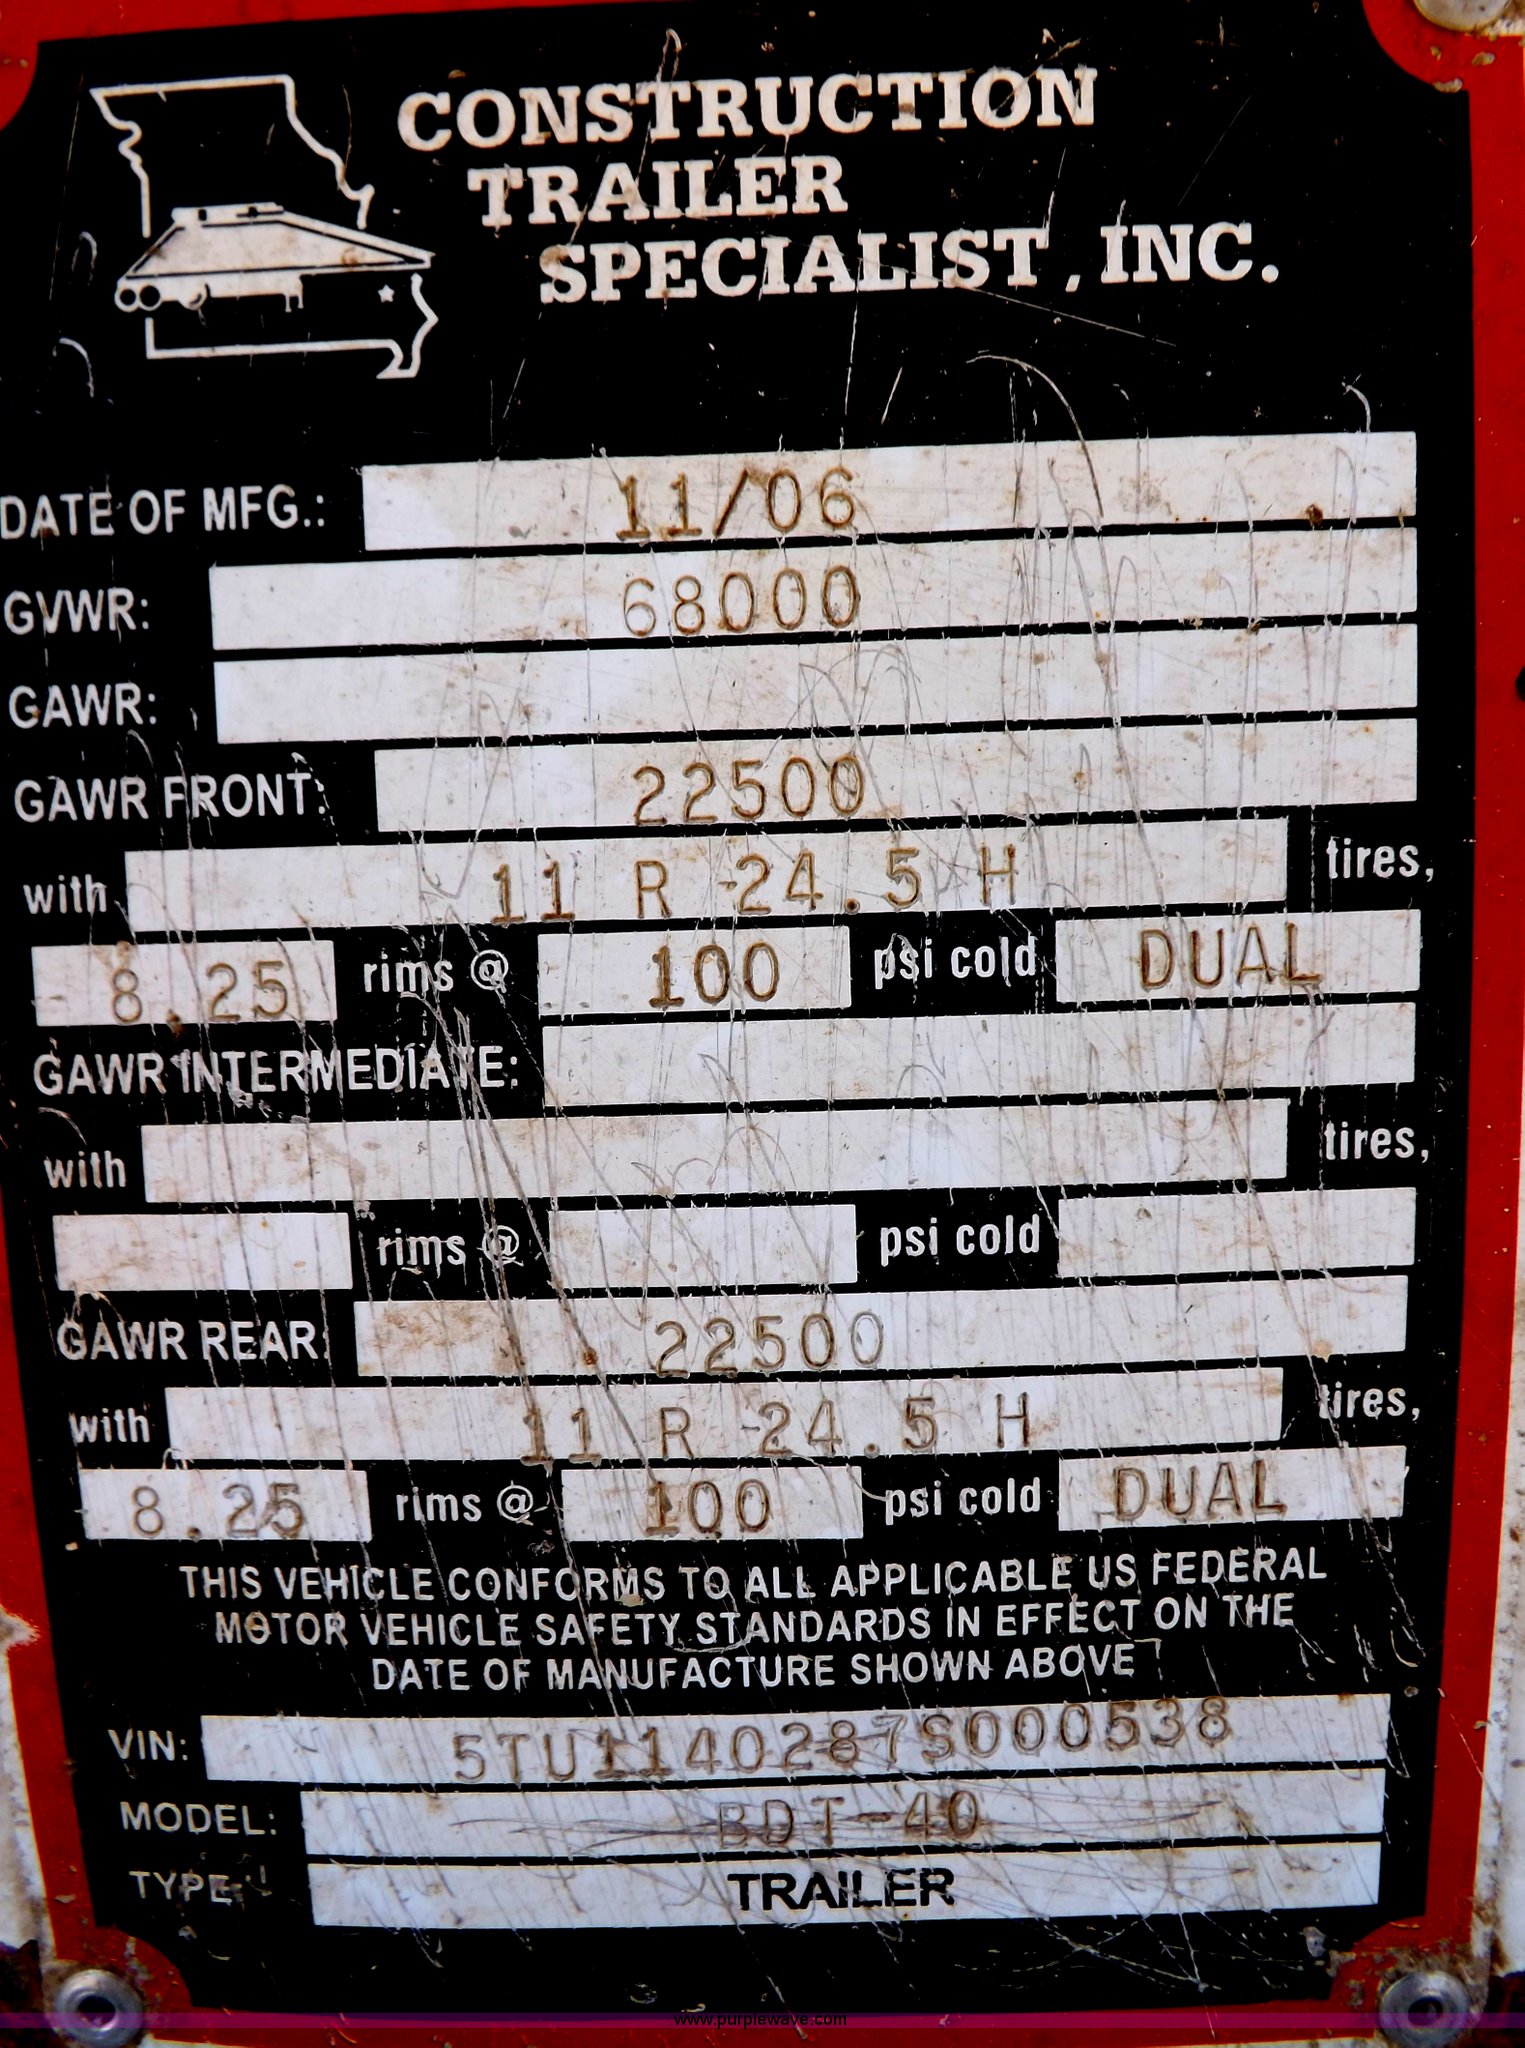 CONSTRUCTION
TRAILER
SPECIALIST, INC.
DATE OF MFG.: 11/06
GVWR: 68000
GAWR:
GAWR FRONT: 22500
with 11 R 24.5 H tires,
8.25 rims @ 100 psi cold DUAL
GAWR INTERMEDIATE:
with tires,
rims @ psi cold
GAWR REAR: 22500
with 11 R 24.5 H tires,
8.25 rims @ 100 psi cold DUAL
THIS VEHICLE CONFORMS TO ALL APPLICABLE US FEDERAL
MOTOR VEHICLE SAFETY STANDARDS IN EFFECT ON THE
DATE OF MANUFACTURE SHOWN ABOVE
VIN: 5TU1140287S000538
MODEL: BDT-40
TYPE: TRAILER
www.purplewave.com